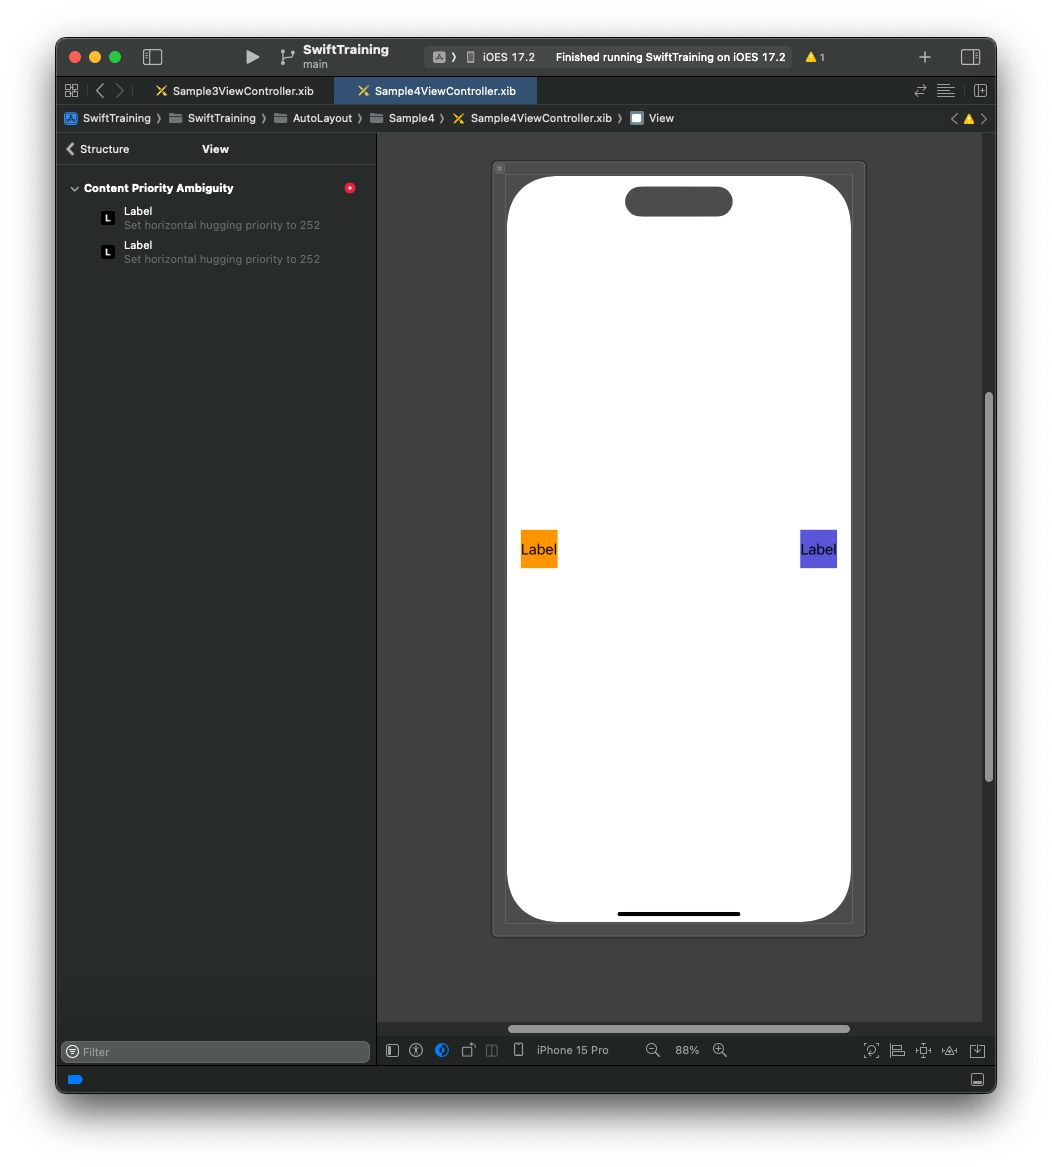 SwiftTraining
main
iOES 17.2 Finished running SwiftTraining on iOES 17.2 1
Sample3ViewController.xib Sample4ViewController.xib
SwiftTraining SwiftTraining AutoLayout Sample4 Sample4ViewController.xib View
Structure View
Content Priority Ambiguity
L Label
Set horizontal hugging priority to 252
L Label
Set horizontal hugging priority to 252
Label Label
Filter iPhone 15 Pro 88%